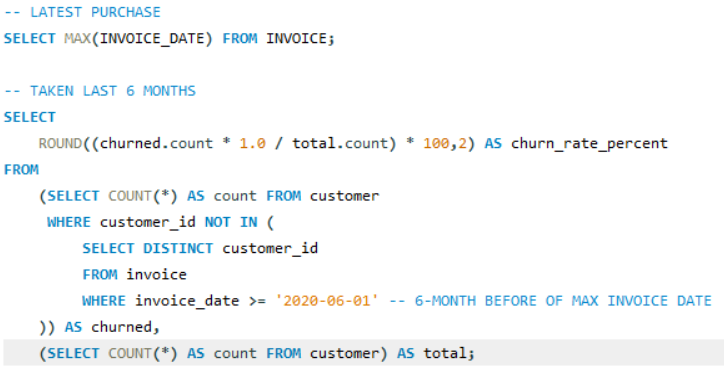 -- LATEST PURCHASE
SELECT MAX(INVOICE_DATE) FROM INVOICE;
-- TAKEN LAST 6 MONTHS
SELECT
ROUND((churned.count * 1.0 / total.count) * 100,2) AS churn_rate_percent
FROM
(SELECT COUNT(*) AS count FROM customer
WHERE customer_id NOT IN (
SELECT DISTINCT customer_id
FROM invoice
WHERE invoice_date >= '2020-06-01' -- 6-MONTH BEFORE OF MAX INVOICE DATE
)) AS churned,
(SELECT COUNT(*) AS count FROM customer) AS total;